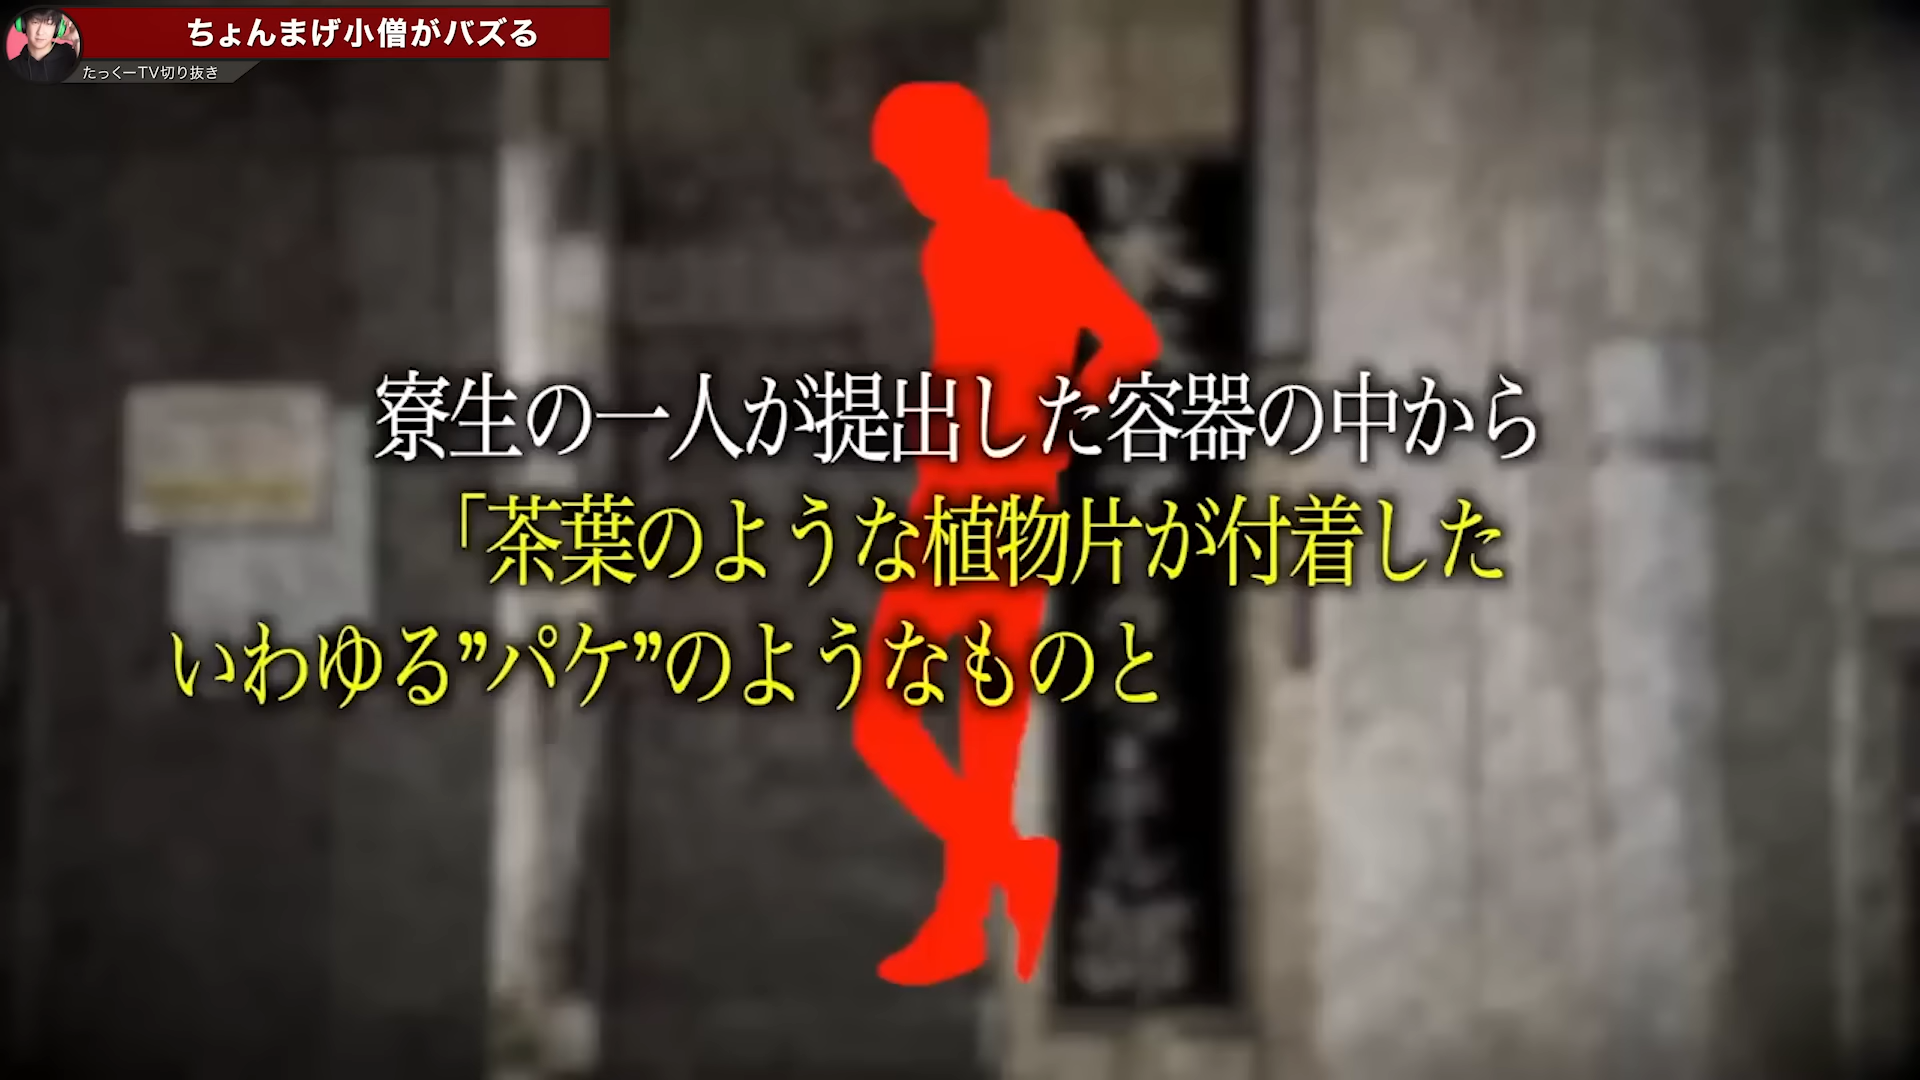 ちょんまげ小僧がバズる
たっくーTV切り抜き
寮生の一人が提出した容器の中から
「茶葉のような植物片が付着した
いわゆる”パケ”のようなものと